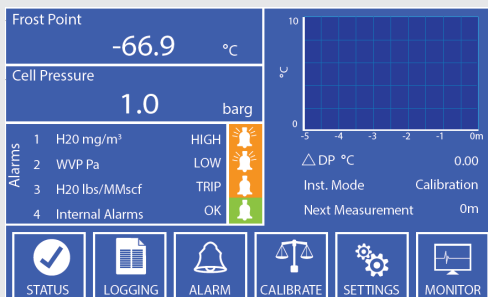 Frost Point
-66.9 °C
Cell Pressure
1.0 barg
Alarms
1 H20 mg/m³ HIGH
2 WVP Pa LOW
3 H20 lbs/MMscf TRIP
4 Internal Alarms OK
10
°C
0
-5 -4 -3 -2 -1 0m
△DP °C 0.00
Inst. Mode Calibration
Next Measurement 0m
STATUS LOGGING ALARM CALIBRATE SETTINGS MONITOR